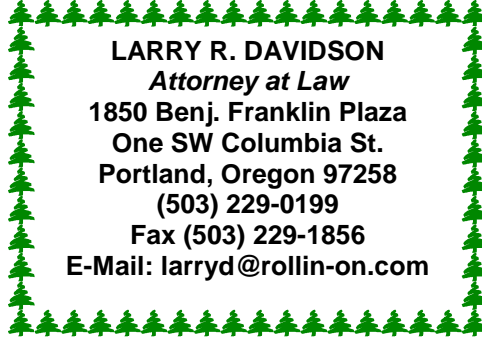 LARRY R. DAVIDSON
Attorney at Law
1850 Benj. Franklin Plaza
One SW Columbia St.
Portland, Oregon 97258
(503) 229-0199
Fax (503) 229-1856
E-Mail: larryd@rollin-on.com